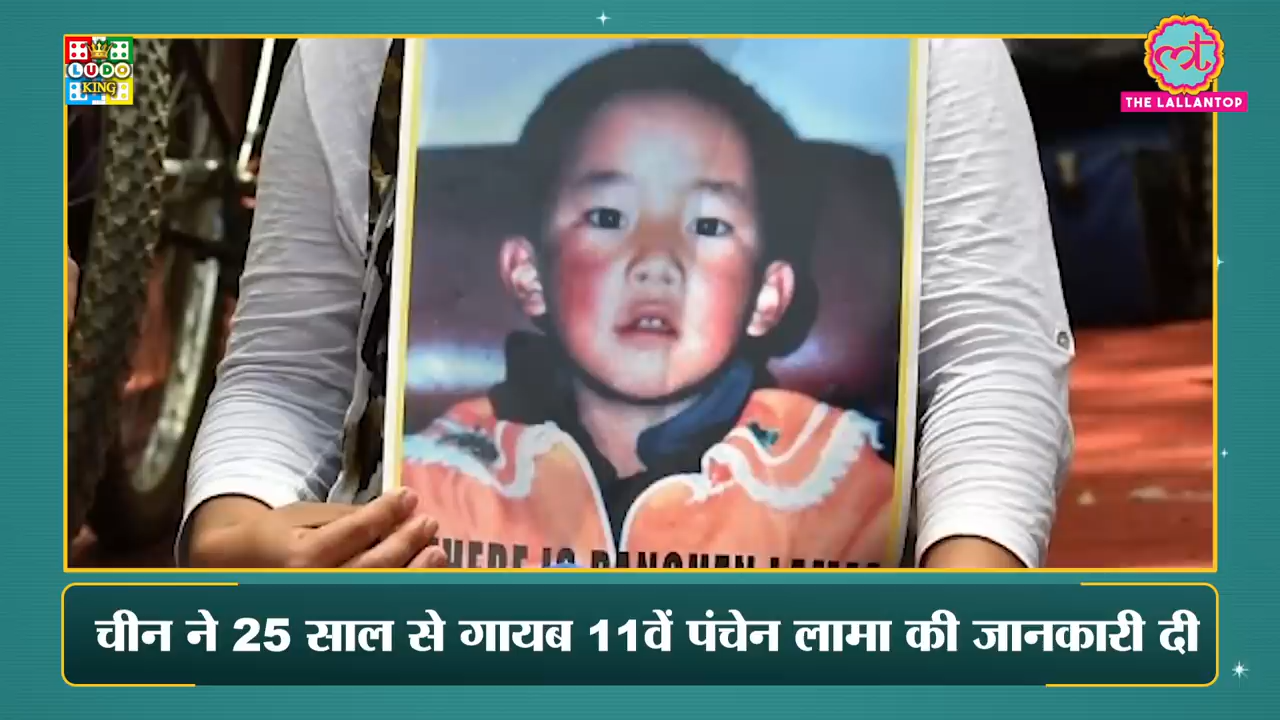 LUDO
KING
THE LALLANTOP
चीन ने 25 साल से गायब 11वें पंचेन लामा की जानकारी दी